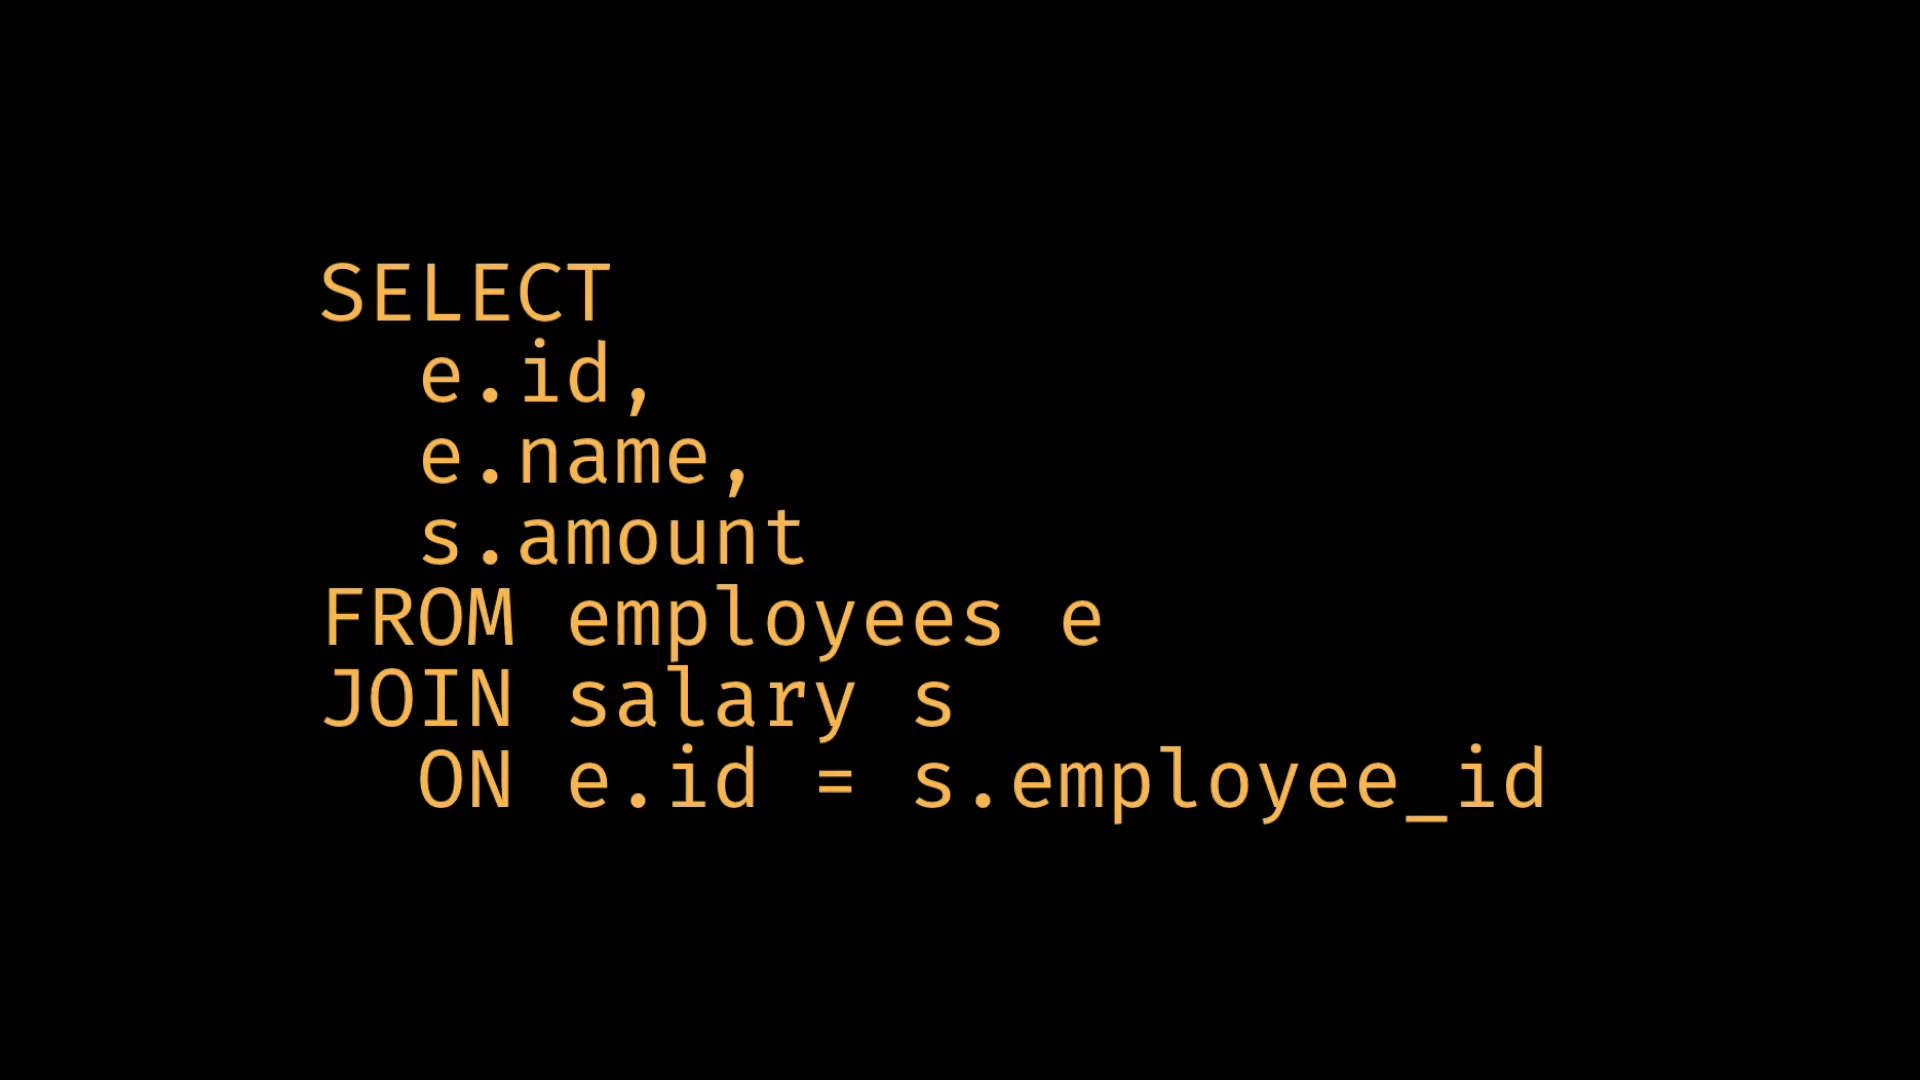 SELECT
  e.id,
  e.name,
  s.amount
FROM employees e
JOIN salary s
  ON e.id = s.employee_id